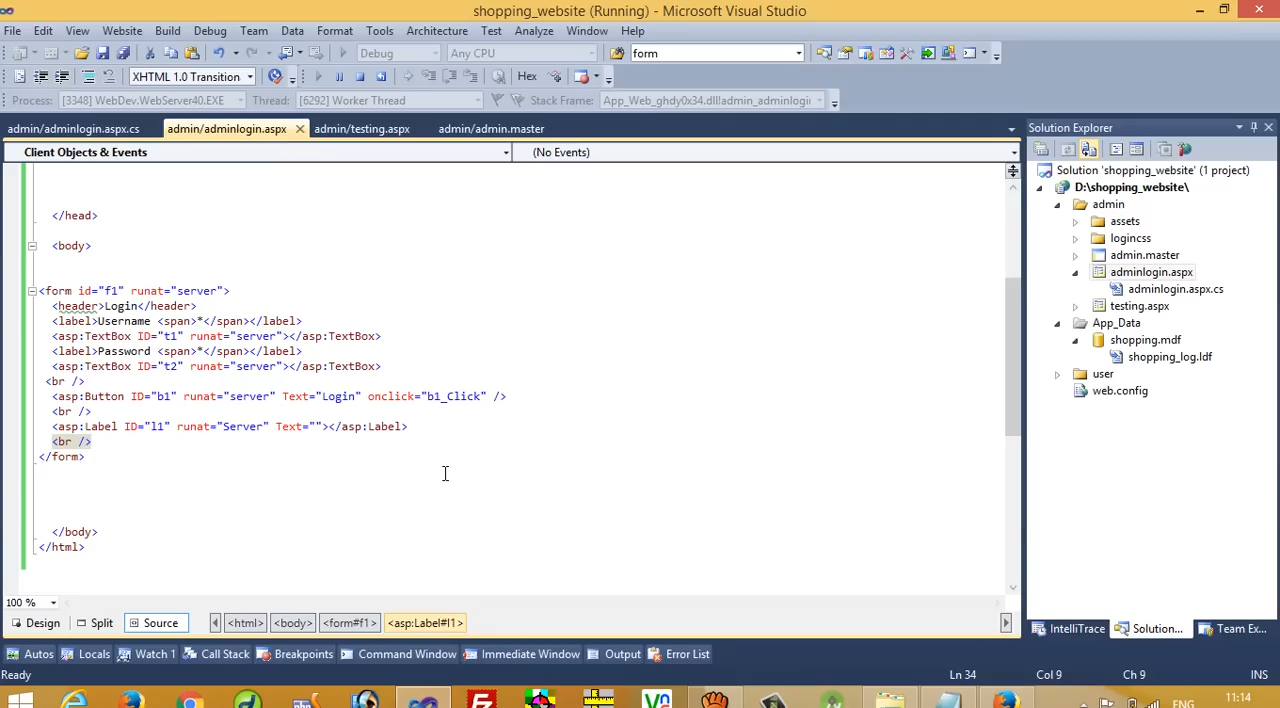 shopping_website (Running) - Microsoft Visual Studio
File Edit View Website Build Debug Team Data Format Tools Architecture Test Analyze Window Help
Debug Any CPU form
XHTML 1.0 Transition Hex
Process: [3348] WebDev.WebServer40.EXE Thread: [6292] Worker Thread Stack Frame: App_Web_ghdy0x34.dll!admin_adminlogi
admin/adminlogin.aspx.cs admin/adminlogin.aspx admin/testing.aspx admin/admin.master
Client Objects & Events (No Events)
</head>
<body>
<form id="f1" runat="server">
<header>Login</header>
<label>Username <span>*</span></label>
<asp:TextBox ID="t1" runat="server"></asp:TextBox>
<label>Password <span>*</span></label>
<asp:TextBox ID="t2" runat="server"></asp:TextBox>
<br />
<asp:Button ID="b1" runat="server" Text="Login" onclick="b1_Click" />
<br />
<asp:Label ID="l1" runat="Server" Text=""></asp:Label>
<br />
</form>
</body>
</html>
100 %
Design Split Source <html> <body> <form#f1> <asp:Label#l1>
Solution Explorer
Solution 'shopping_website' (1 project)
D:\shopping_website\
admin
assets
logincss
admin.master
adminlogin.aspx
adminlogin.aspx.cs
testing.aspx
App_Data
shopping.mdf
shopping_log.ldf
user
web.config
IntelliTrace Solution... Team Ex...
Autos Locals Watch 1 Call Stack Breakpoints Command Window Immediate Window Output Error List
Ready Ln 34 Col 9 Ch 9 INS
ENG 11:14